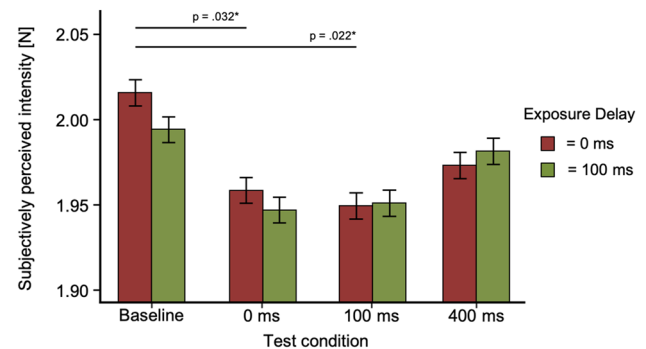 p = .032*
p = .022*
Subjectively perceived intensity [N]
2.05
2.00
1.95
1.90
Baseline
0 ms
100 ms
400 ms
Test condition
Exposure Delay
= 0 ms
= 100 ms